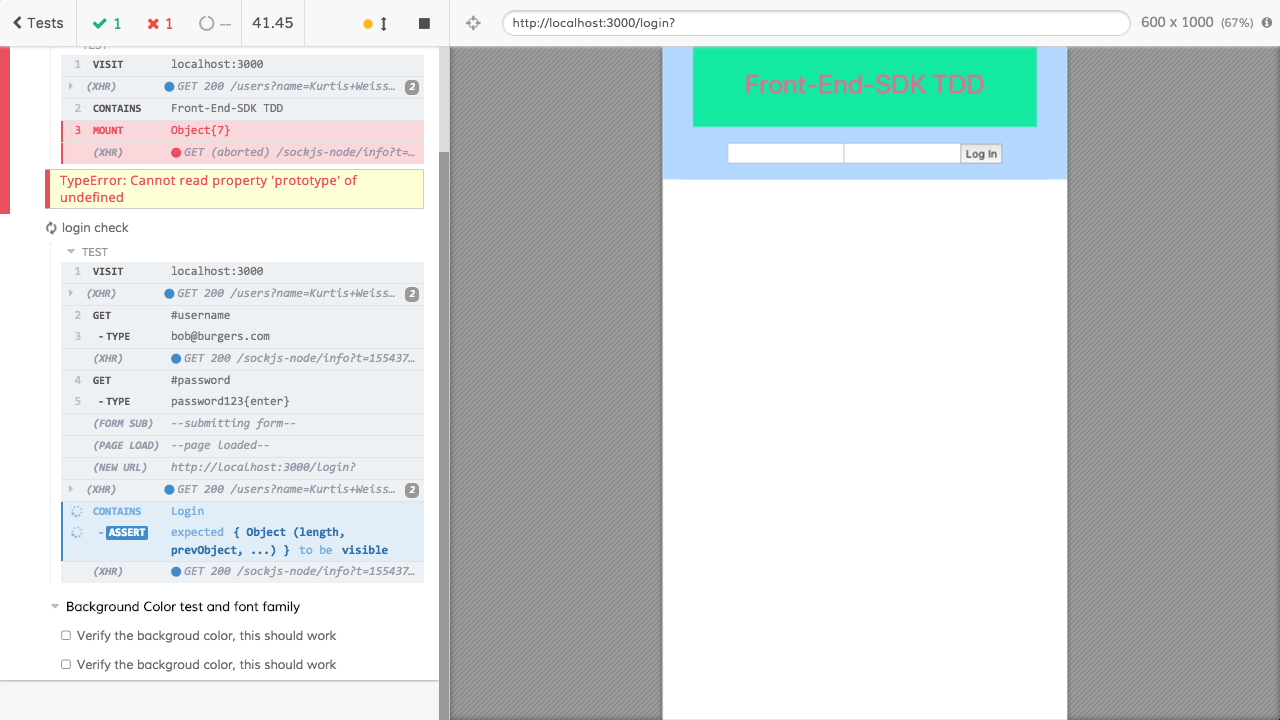 Tests
1
1
--
41.45
http://localhost:3000/login?
600 x 1000 (67%)
TEST
1 VISIT localhost:3000
(XHR) GET 200 /users?name=Kurtis+Weiss… 2
2 CONTAINS Front-End-SDK TDD
3 MOUNT Object{7}
(XHR) GET (aborted) /sockjs-node/info?t=…
TypeError: Cannot read property 'prototype' of
undefined
login check
TEST
1 VISIT localhost:3000
(XHR) GET 200 /users?name=Kurtis+Weiss… 2
2 GET #username
3 -TYPE bob@burgers.com
(XHR) GET 200 /sockjs-node/info?t=155437…
4 GET #password
5 -TYPE password123{enter}
(FORM SUB) --submitting form--
(PAGE LOAD) --page loaded--
(NEW URL) http://localhost:3000/login?
(XHR) GET 200 /users?name=Kurtis+Weiss… 2
CONTAINS Login
-ASSERT expected { Object (length,
prevObject, ...) } to be visible
(XHR) GET 200 /sockjs-node/info?t=155437…
Background Color test and font family
Verify the backgroud color, this should work
Verify the backgroud color, this should work
Front-End-SDK TDD
Log In